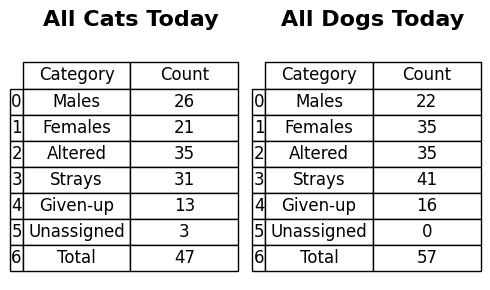 All Cats Today
Category Count
0 Males 26
1 Females 21
2 Altered 35
3 Strays 31
4 Given-up 13
5 Unassigned 3
6 Total 47
All Dogs Today
Category Count
0 Males 22
1 Females 35
2 Altered 35
3 Strays 41
4 Given-up 16
5 Unassigned 0
6 Total 57